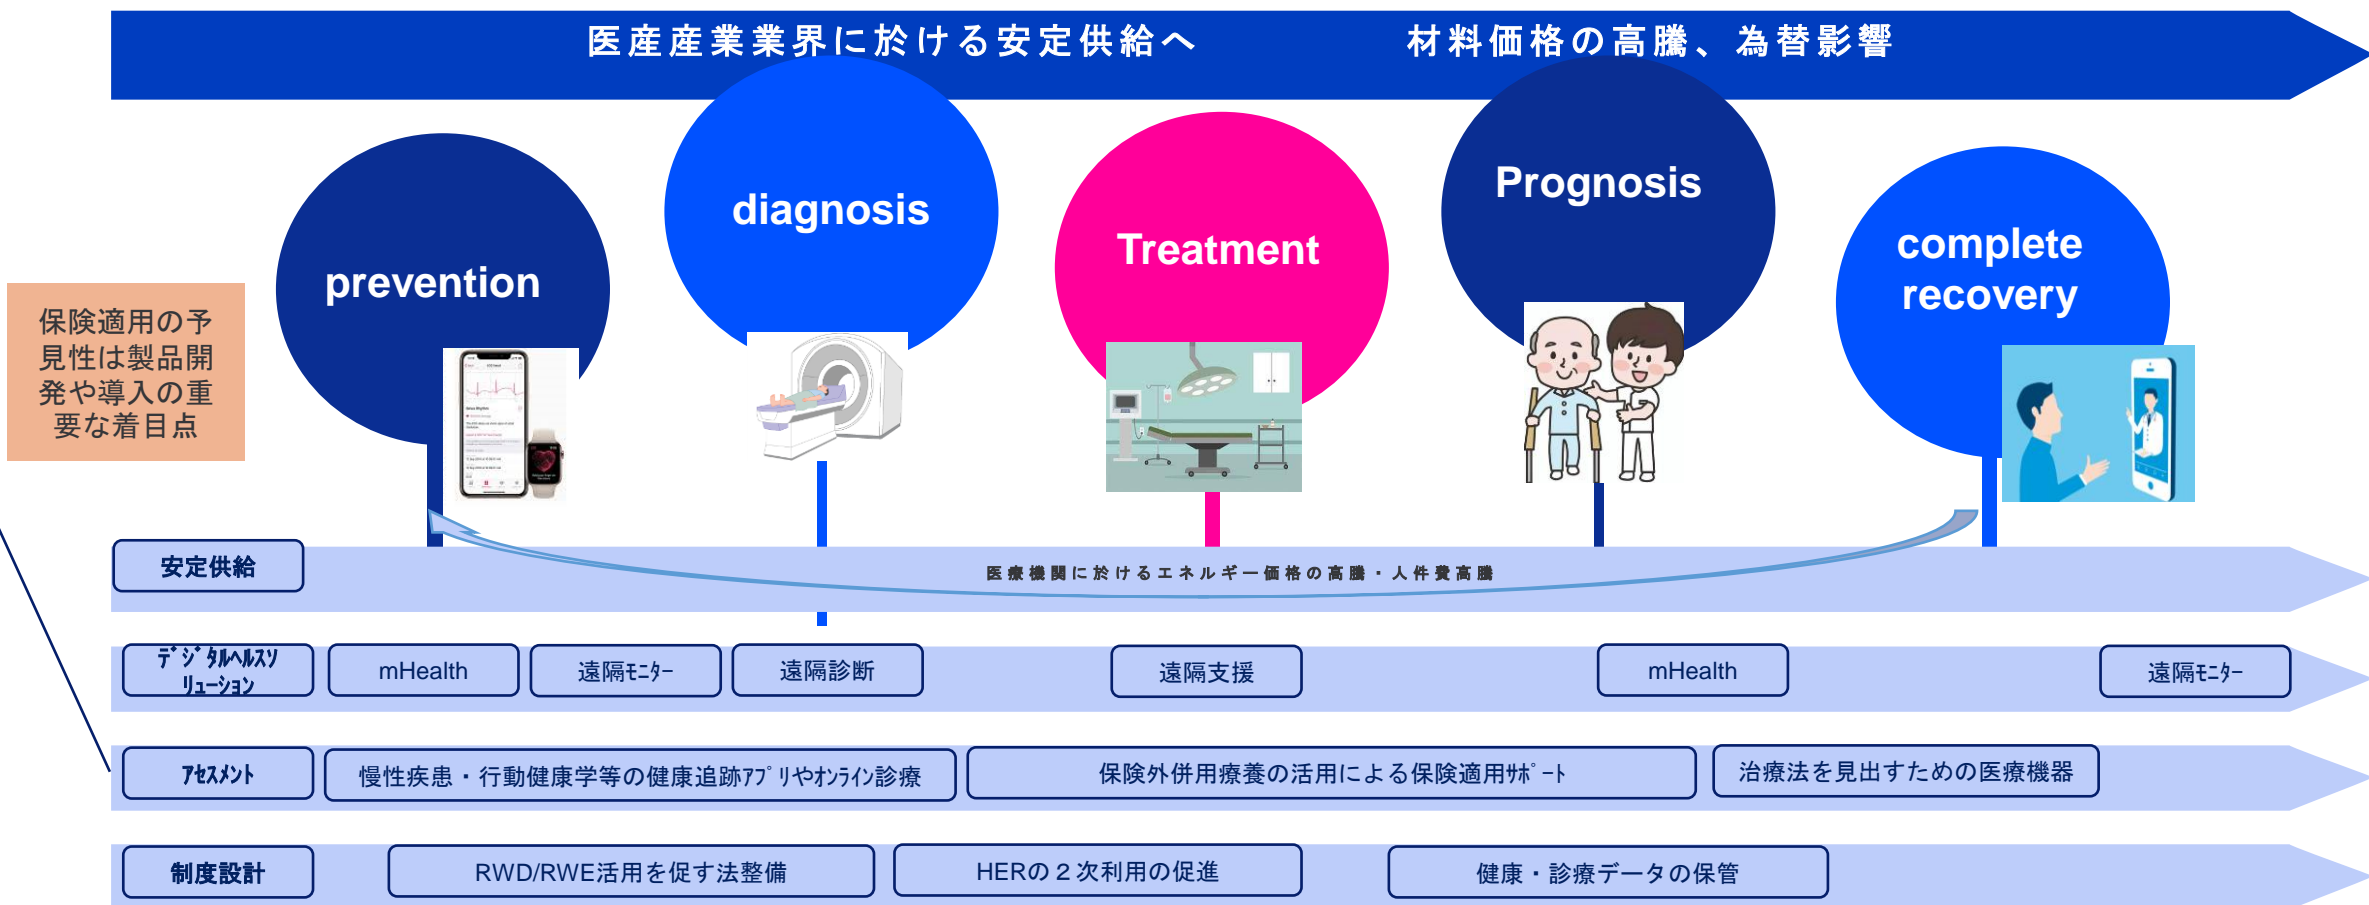 医産産業業界に於ける安定供給へ 材料価格の高騰、為替影響
prevention
diagnosis
Treatment
Prognosis
complete
recovery
保険適用の予
見性は製品開
発や導入の重
要な着目点
安定供給
医療機関に於けるエネルギー価格の高騰・人件費高騰
ﾃﾞｼﾞﾀﾙﾍﾙｽｿ
ﾘｭｰｼｮﾝ
mHealth
遠隔ﾓﾆﾀｰ
遠隔診断
遠隔支援
mHealth
遠隔ﾓﾆﾀｰ
ｱｾｽﾒﾝﾄ
慢性疾患・行動健康学等の健康追跡ｱﾌﾟﾘやｵﾝﾗｲﾝ診療
保険外併用療養の活用による保険適用ｻﾎﾟｰﾄ
治療法を見出すための医療機器
制度設計
RWD/RWE活用を促す法整備
HERの２次利用の促進
健康・診療データの保管